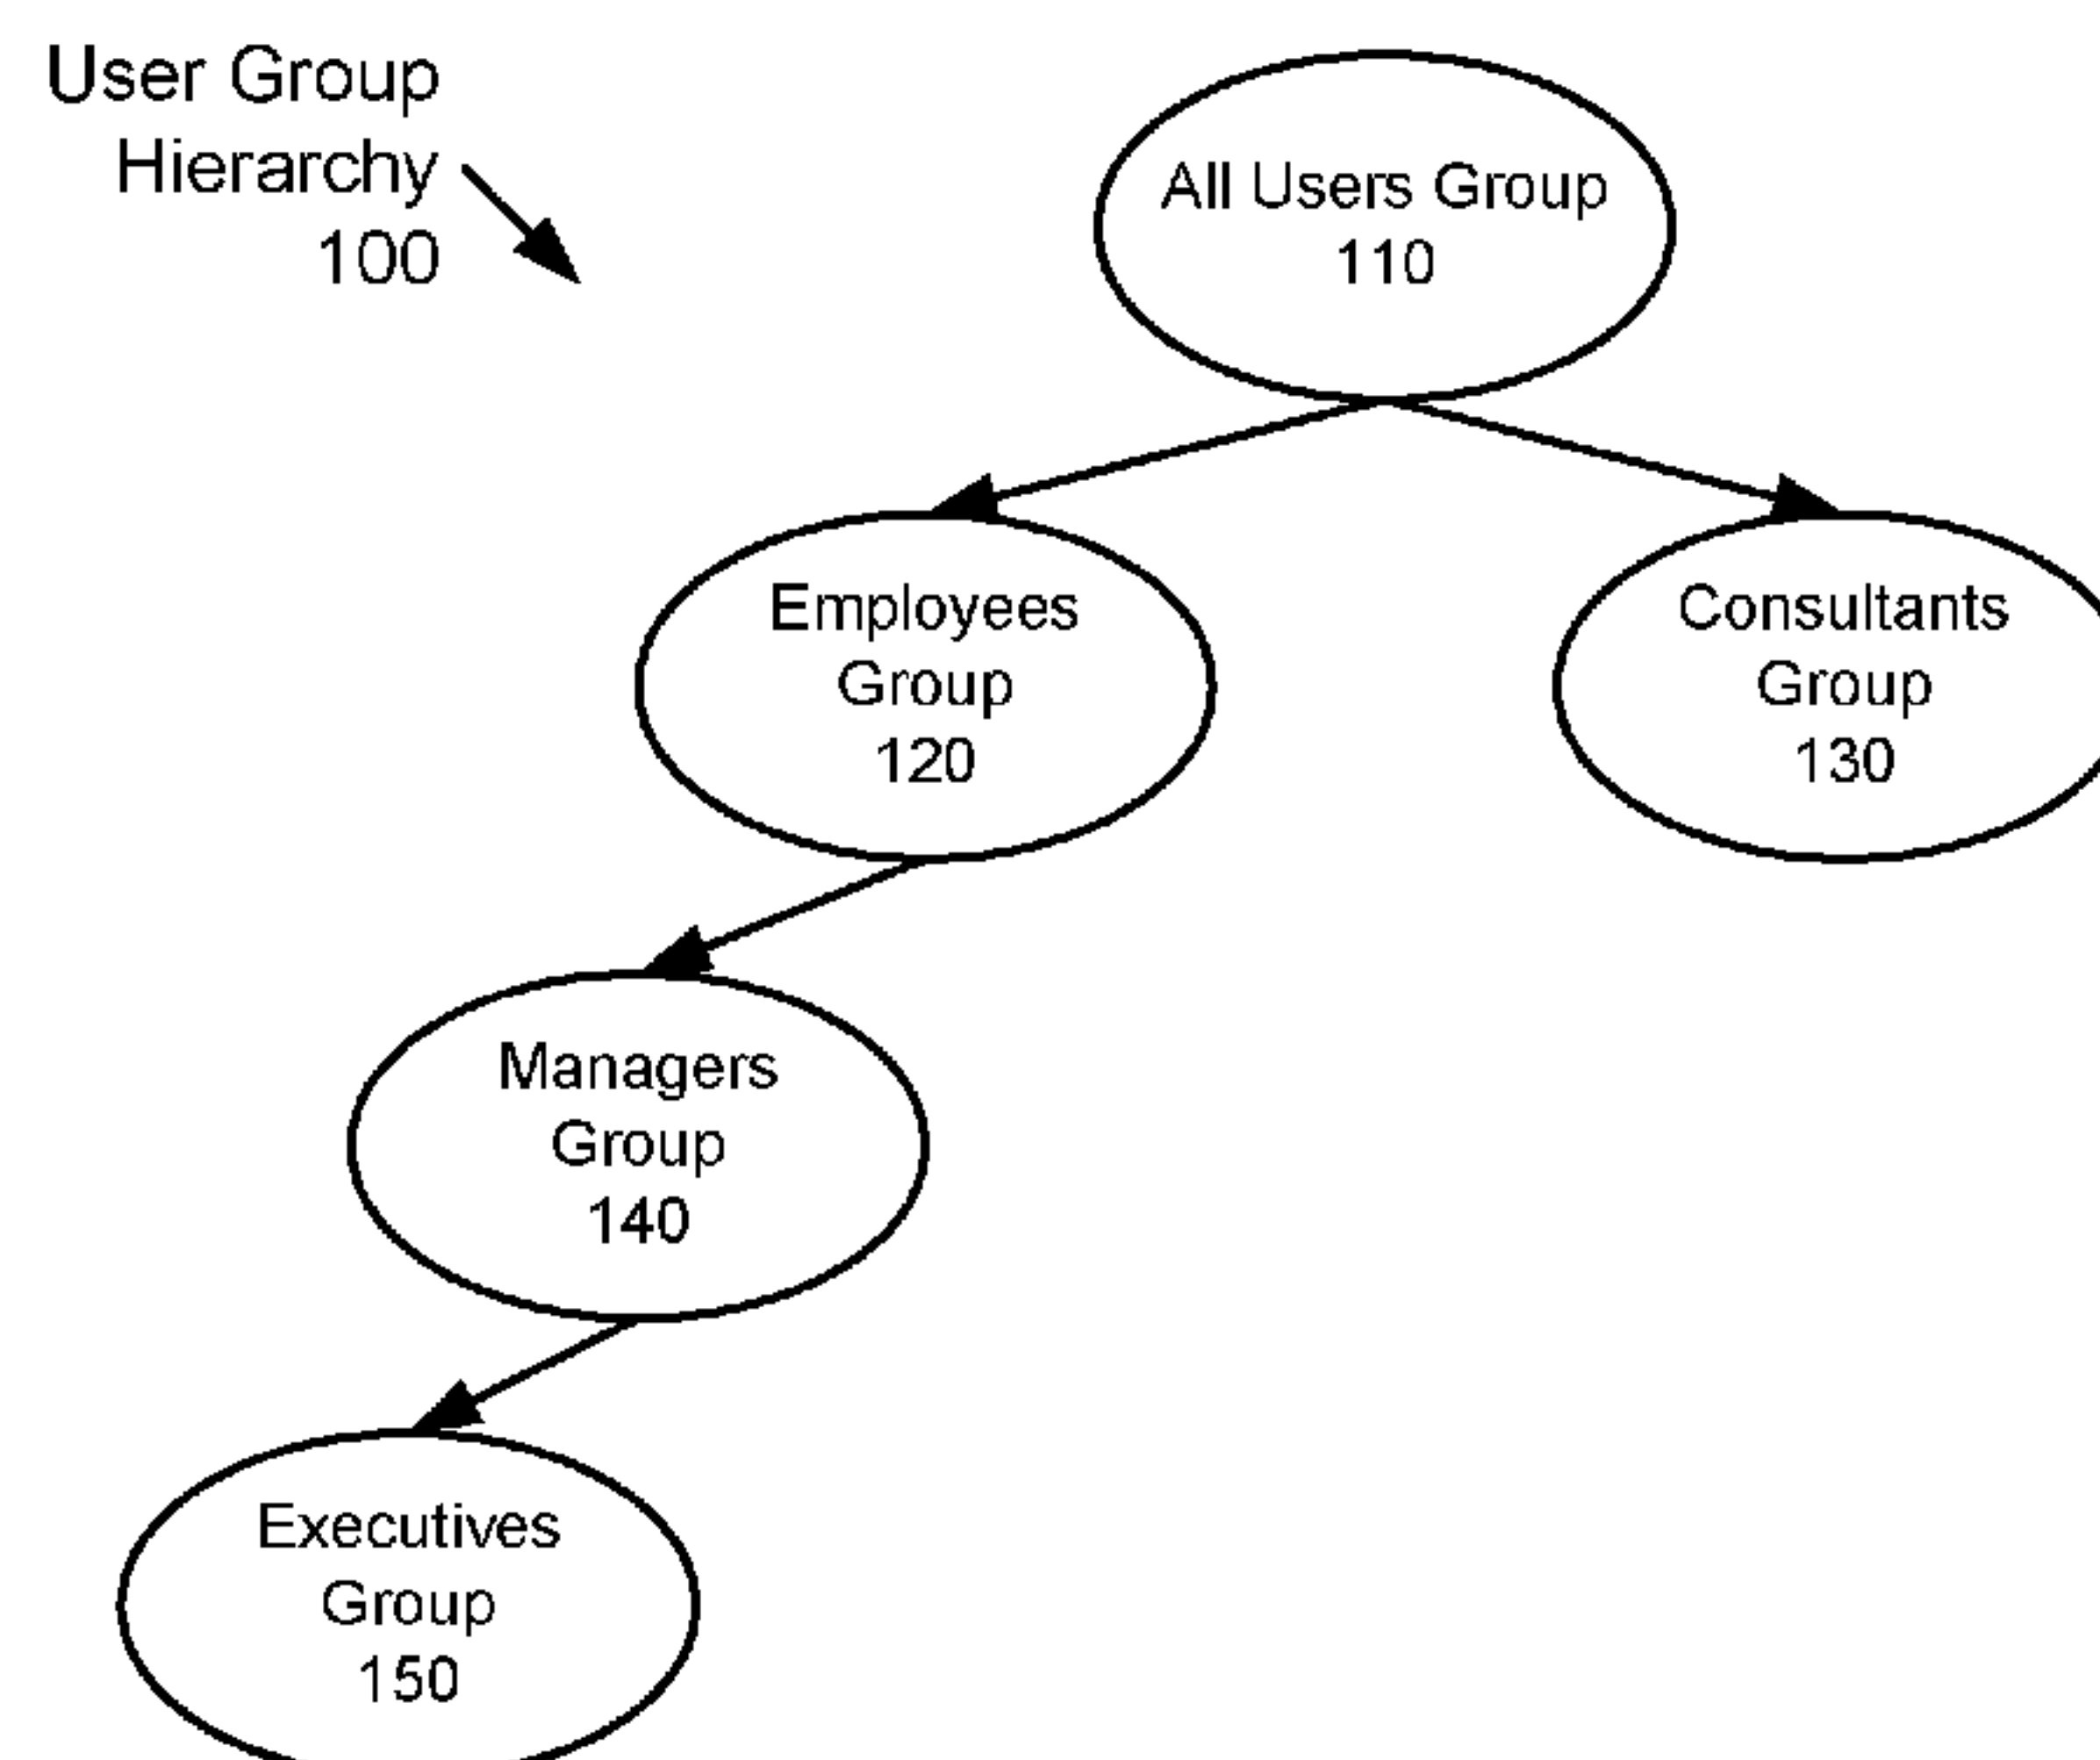 User Group
Hierarchy
100
All Users Group
110
Employees
Group
120
Consultants
Group
130
Managers
Group
140
Executives
Group
150